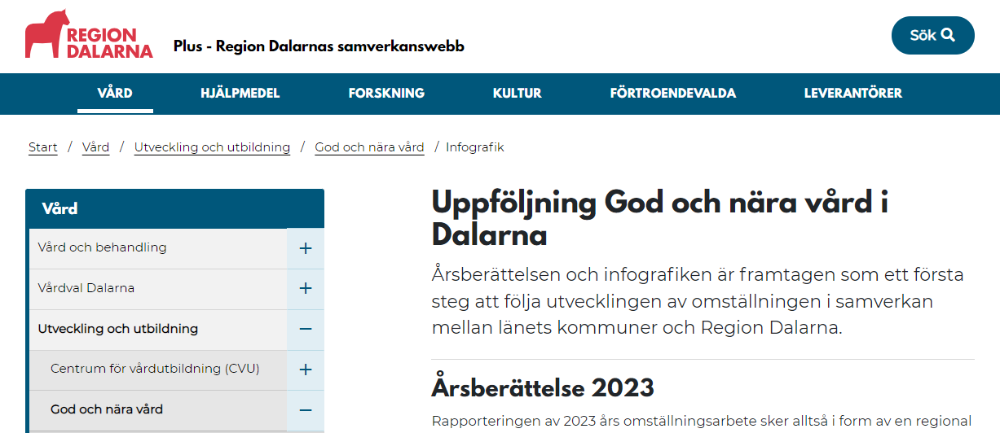 REGION
DALARNA
Plus - Region Dalarnas samverkanswebb
Sök
VÅRD HJÄLPMEDEL FORSKNING KULTUR FÖRTROENDEVALDA LEVERANTÖRER
Start / Vård / Utveckling och utbildning / God och nära vård / Infografik
Vård
Vård och behandling +
Vårdval Dalarna +
Utveckling och utbildning −
Centrum för vårdutbildning (CVU) +
God och nära vård −
Uppföljning God och nära vård i
Dalarna
Årsberättelsen och infografiken är framtagen som ett första
steg att följa utvecklingen av omställningen i samverkan
mellan länets kommuner och Region Dalarna.
Årsberättelse 2023
Rapporteringen av 2023 års omställningsarbete sker alltså i form av en regional